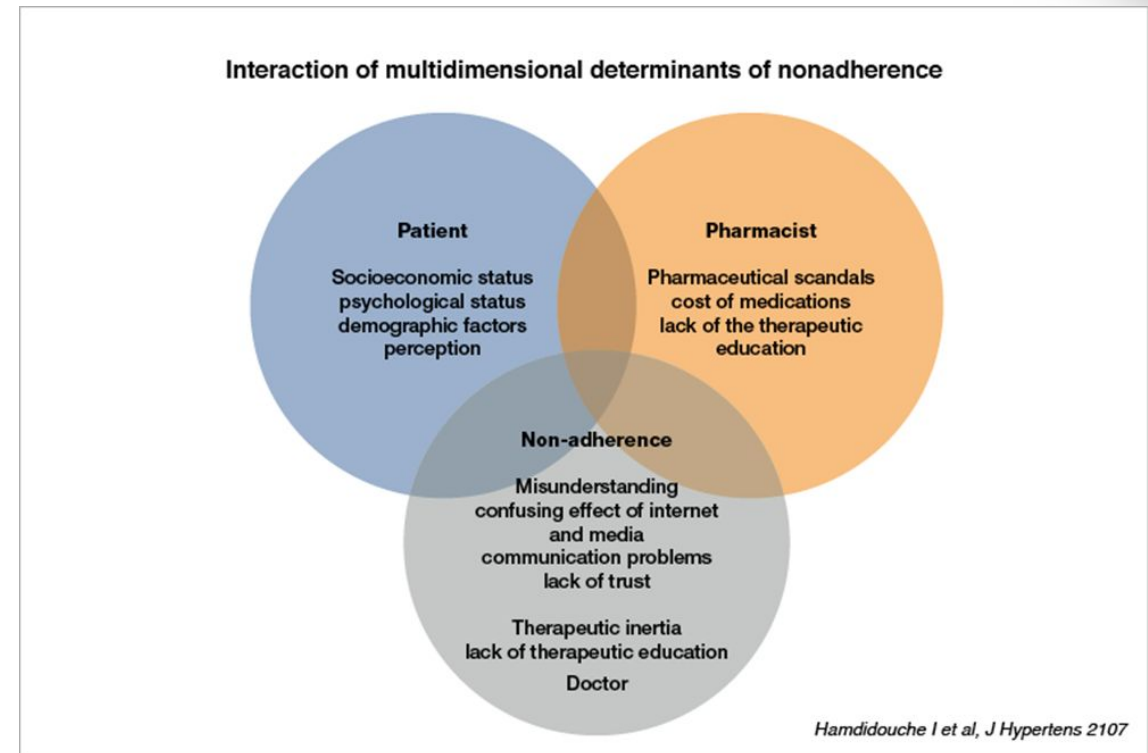 Interaction of multidimensional determinants of nonadherence
Patient
Socioeconomic status
psychological status
demographic factors
perception
Pharmacist
Pharmaceutical scandals
cost of medications
lack of the therapeutic
education
Non-adherence
Misunderstanding
confusing effect of internet
and media
communication problems
lack of trust
Therapeutic inertia
lack of therapeutic education
Doctor
Hamdidouche I et al, J Hypertens 2107